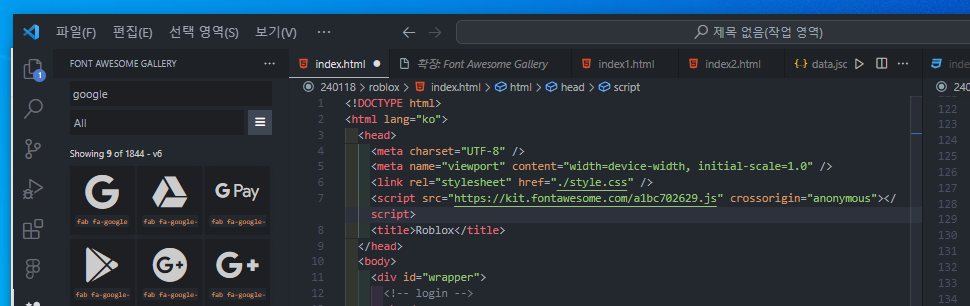 파일(F) 편집(E) 선택 영역(S) 보기(V) ··· 제목 없음(작업 영역)
FONT AWESOME GALLERY ···
index.html 확장: Font Awesome Gallery index1.html index2.html data.jsc ···
google
240118 > roblox > index.html > html > head > script
All
Showing 9 of 1844 - v6
G Pay
fab fa-google fab fa-google- fab fa-google-
G+ G+
fab fa-google- fab fa-google- fab fa-google-
1
1 <!DOCTYPE html>
2 <html lang="ko">
3 <head>
4 <meta charset="UTF-8" />
5 <meta name="viewport" content="width=device-width, initial-scale=1.0" />
6 <link rel="stylesheet" href="./style.css" />
7 <script src="https://kit.fontawesome.com/a1bc702629.js" crossorigin="anonymous"></
script>
8 <title>Roblox</title>
9 </head>
10 <body>
11 <div id="wrapper">
12 <!-- login -->
inde
240
123
124
125
126
127
128
129
130
131
132
133
134